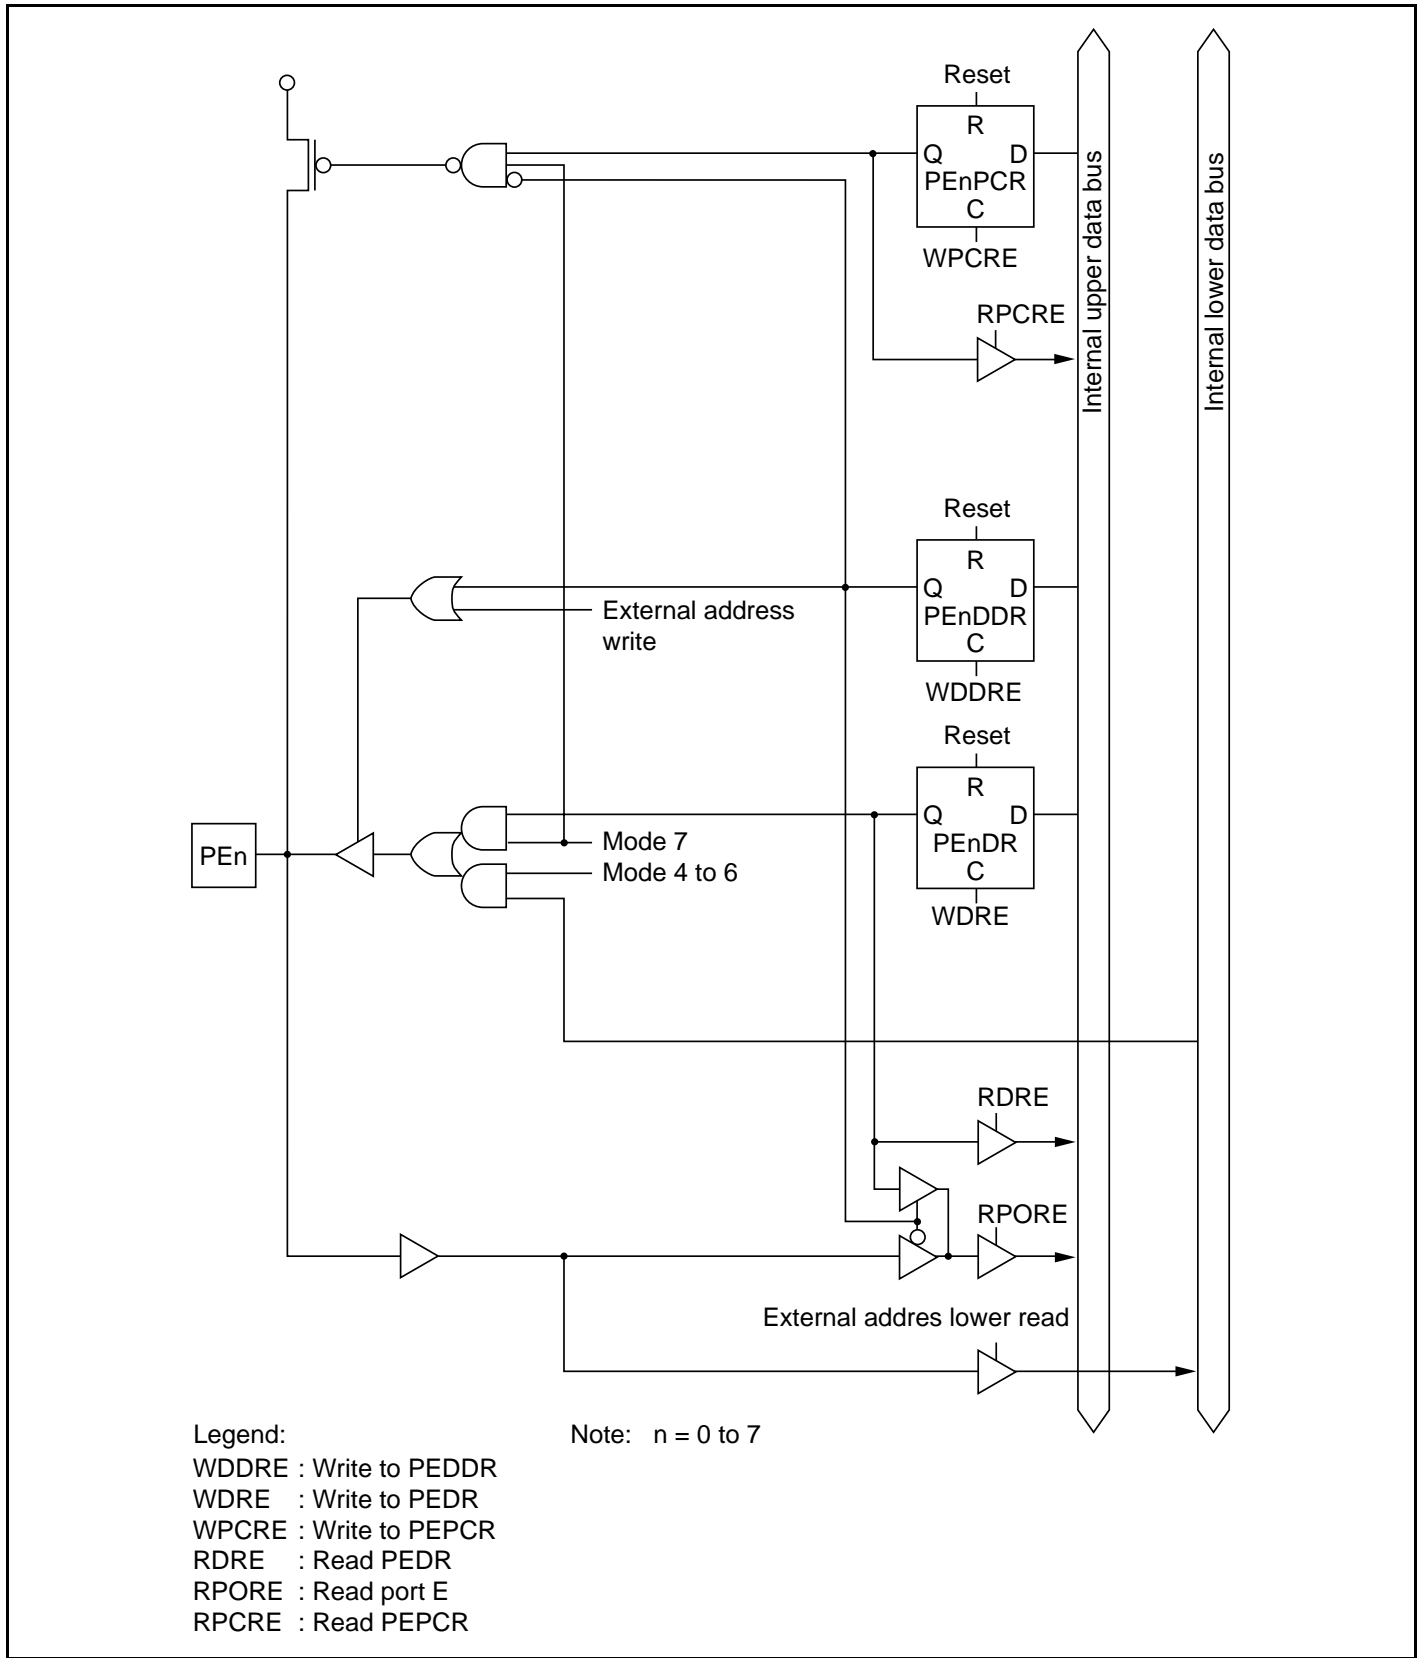 Reset
R
Q D
PEnPCR
C
WPCRE
RPCRE
Internal upper data bus
Internal lower data bus
Reset
R
Q D
PEnDDR
C
WDDRE
External address
write
Reset
R
Q D
PEnDR
C
WDRE
PEn
Mode 7
Mode 4 to 6
RDRE
RPORE
External addres lower read
Legend:
Note: n = 0 to 7
WDDRE : Write to PEDDR
WDRE : Write to PEDR
WPCRE : Write to PEPCR
RDRE : Read PEDR
RPORE : Read port E
RPCRE : Read PEPCR